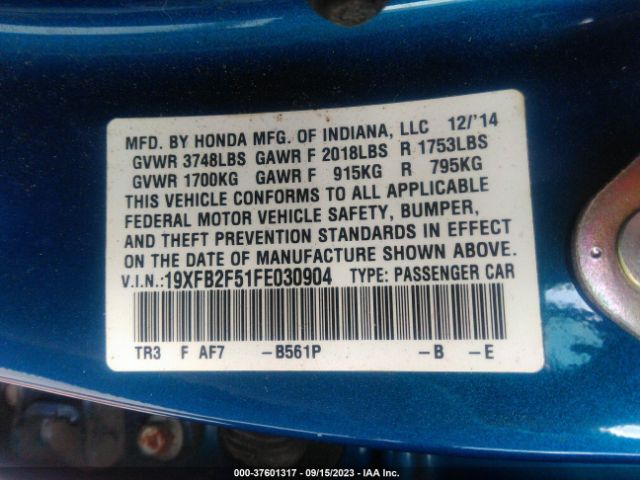 MFD. BY HONDA MFG. OF INDIANA, LLC 12/'14
GVWR 3748LBS GAWR F 2018LBS R 1753LBS
GVWR 1700KG GAWR F 915KG R 795KG
THIS VEHICLE CONFORMS TO ALL APPLICABLE
FEDERAL MOTOR VEHICLE SAFETY, BUMPER,
AND THEFT PREVENTION STANDARDS IN EFFECT
ON THE DATE OF MANUFACTURE SHOWN ABOVE.
V.I.N.:19XFB2F51FE030904 TYPE: PASSENGER CAR
TR3 F AF7 -B561P -B -E
000-37601317 - 09/15/2023 - IAA Inc.